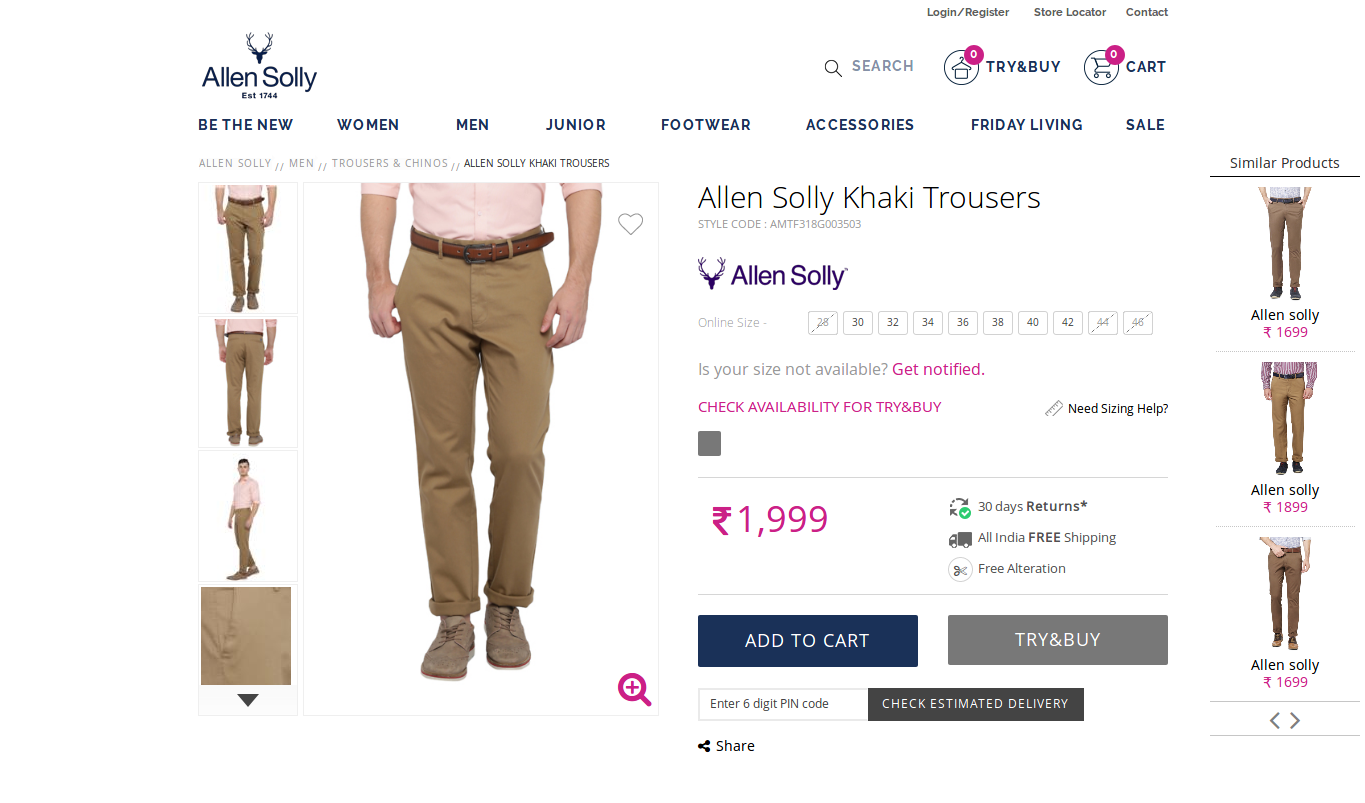 Login/Register Store Locator Contact
Allen Solly
Est 1744
SEARCH 0 TRY&BUY 0 CART
BE THE NEW WOMEN MEN JUNIOR FOOTWEAR ACCESSORIES FRIDAY LIVING SALE
ALLEN SOLLY // MEN // TROUSERS & CHINOS // ALLEN SOLLY KHAKI TROUSERS
Allen Solly Khaki Trousers
STYLE CODE : AMTF318G003503
Allen Solly
Online Size - 28 30 32 34 36 38 40 42 44 46
Is your size not available? Get notified.
CHECK AVAILABILITY FOR TRY&BUY
Need Sizing Help?
₹1,999
30 days Returns*
All India FREE Shipping
Free Alteration
ADD TO CART TRY&BUY
Enter 6 digit PIN code CHECK ESTIMATED DELIVERY
Share
Similar Products
Allen solly
₹ 1699
Allen solly
₹ 1899
Allen solly
₹ 1699